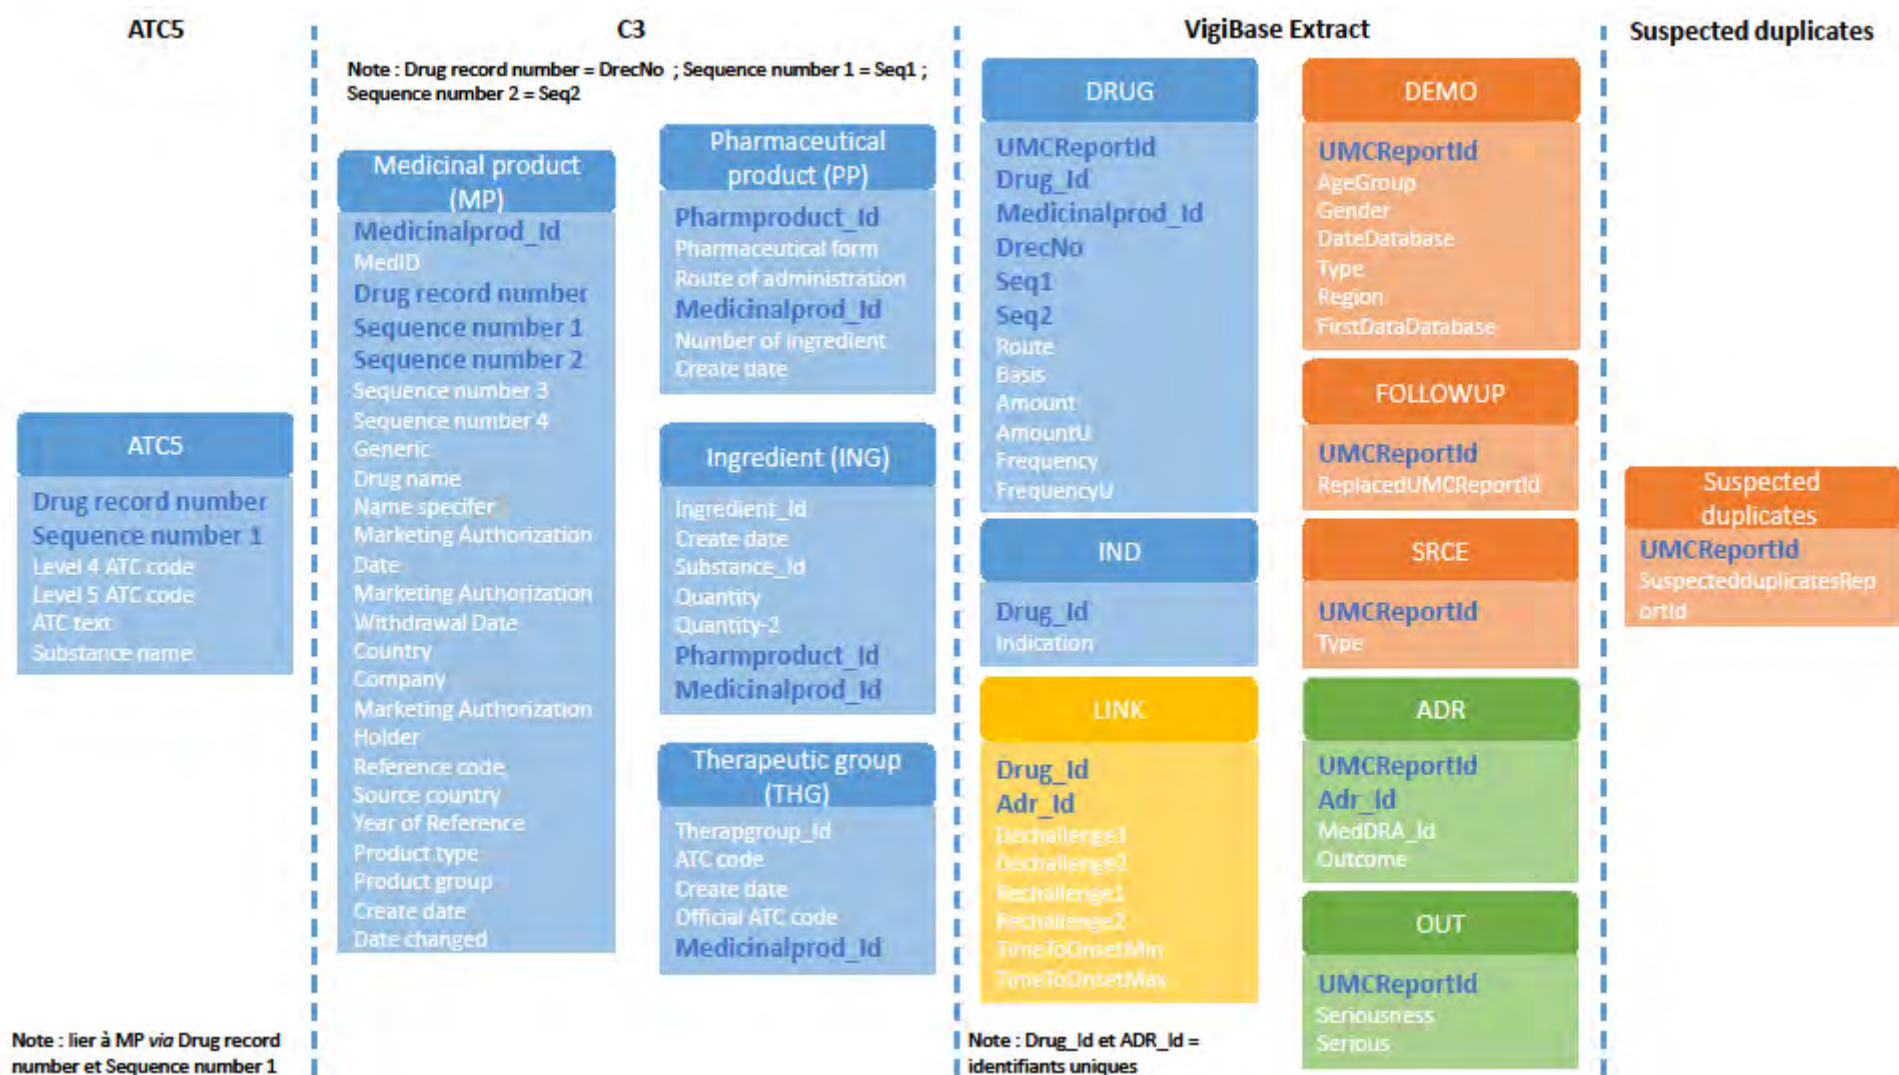 ATC5
ATC5
Drug record number
Sequence number 1
Level 4 ATC code
Level 5 ATC code
ATC text
Substance name
Note : lier à MP via Drug record
number et Sequence number 1
C3
Note : Drug record number = DrecNo ; Sequence number 1 = Seq1 ;
Sequence number 2 = Seq2
Medicinal product
(MP)
Medicinalprod_Id
MedID
Drug record number
Sequence number 1
Sequence number 2
Sequence number 3
Sequence number 4
Generic
Drug name
Name specifer
Marketing Authorization
Date
Marketing Authorization
Withdrawal Date
Country
Company
Marketing Authorization
Holder
Reference code
Source country
Year of Reference
Product type
Product group
Create date
Date changed
Pharmaceutical
product (PP)
Pharmproduct_Id
Pharmaceutical form
Route of administration
Medicinalprod_Id
Number of ingredient
Create date
Ingredient (ING)
Ingredient_Id
Create date
Substance_Id
Quantity
Quantity-2
Pharmproduct_Id
Medicinalprod_Id
Therapeutic group
(THG)
Therapgroup_Id
ATC code
Create date
Official ATC code
Medicinalprod_Id
VigiBase Extract
DRUG
UMCReportId
Drug_Id
Medicinalprod_Id
DrecNo
Seq1
Seq2
Route
Basis
Amount
AmountU
Frequency
FrequencyU
IND
Drug_Id
Indication
LINK
Drug_Id
Adr_Id
Dechallenge1
Dechallenge2
Rechallenge1
Rechallenge2
TimeToOnsetMin
TimeToOnsetMax
Note : Drug_Id et ADR_Id =
identifiants uniques
DEMO
UMCReportId
AgeGroup
Gender
DateDatabase
Type
Region
FirstDataDatabase
FOLLOWUP
UMCReportId
ReplacedUMCReportId
SRCE
UMCReportId
Type
ADR
UMCReportId
Adr_Id
MedDRA_Id
Outcome
OUT
UMCReportId
Seriousness
Serious
Suspected duplicates
Suspected
duplicates
UMCReportId
SuspectedduplicatesRep
ortId